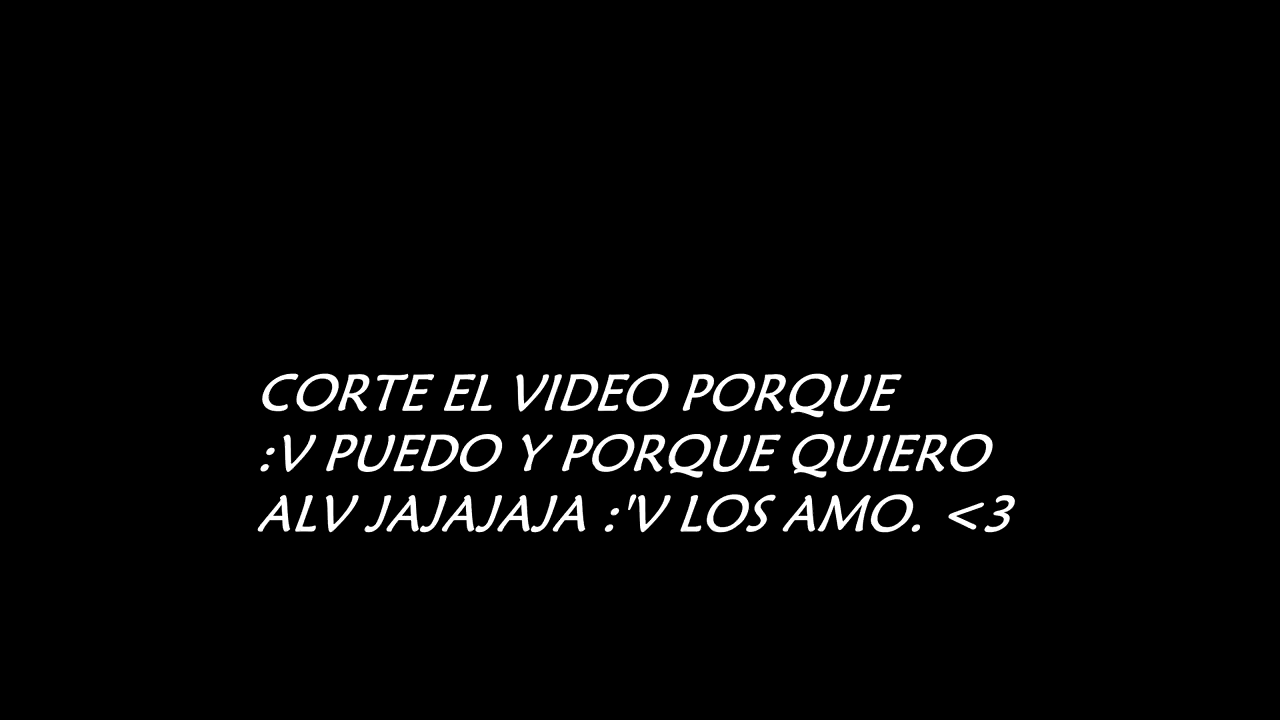 CORTE EL VIDEO PORQUE
:V PUEDO Y PORQUE QUIERO
ALV JAJAJAJA :'V LOS AMO. <3